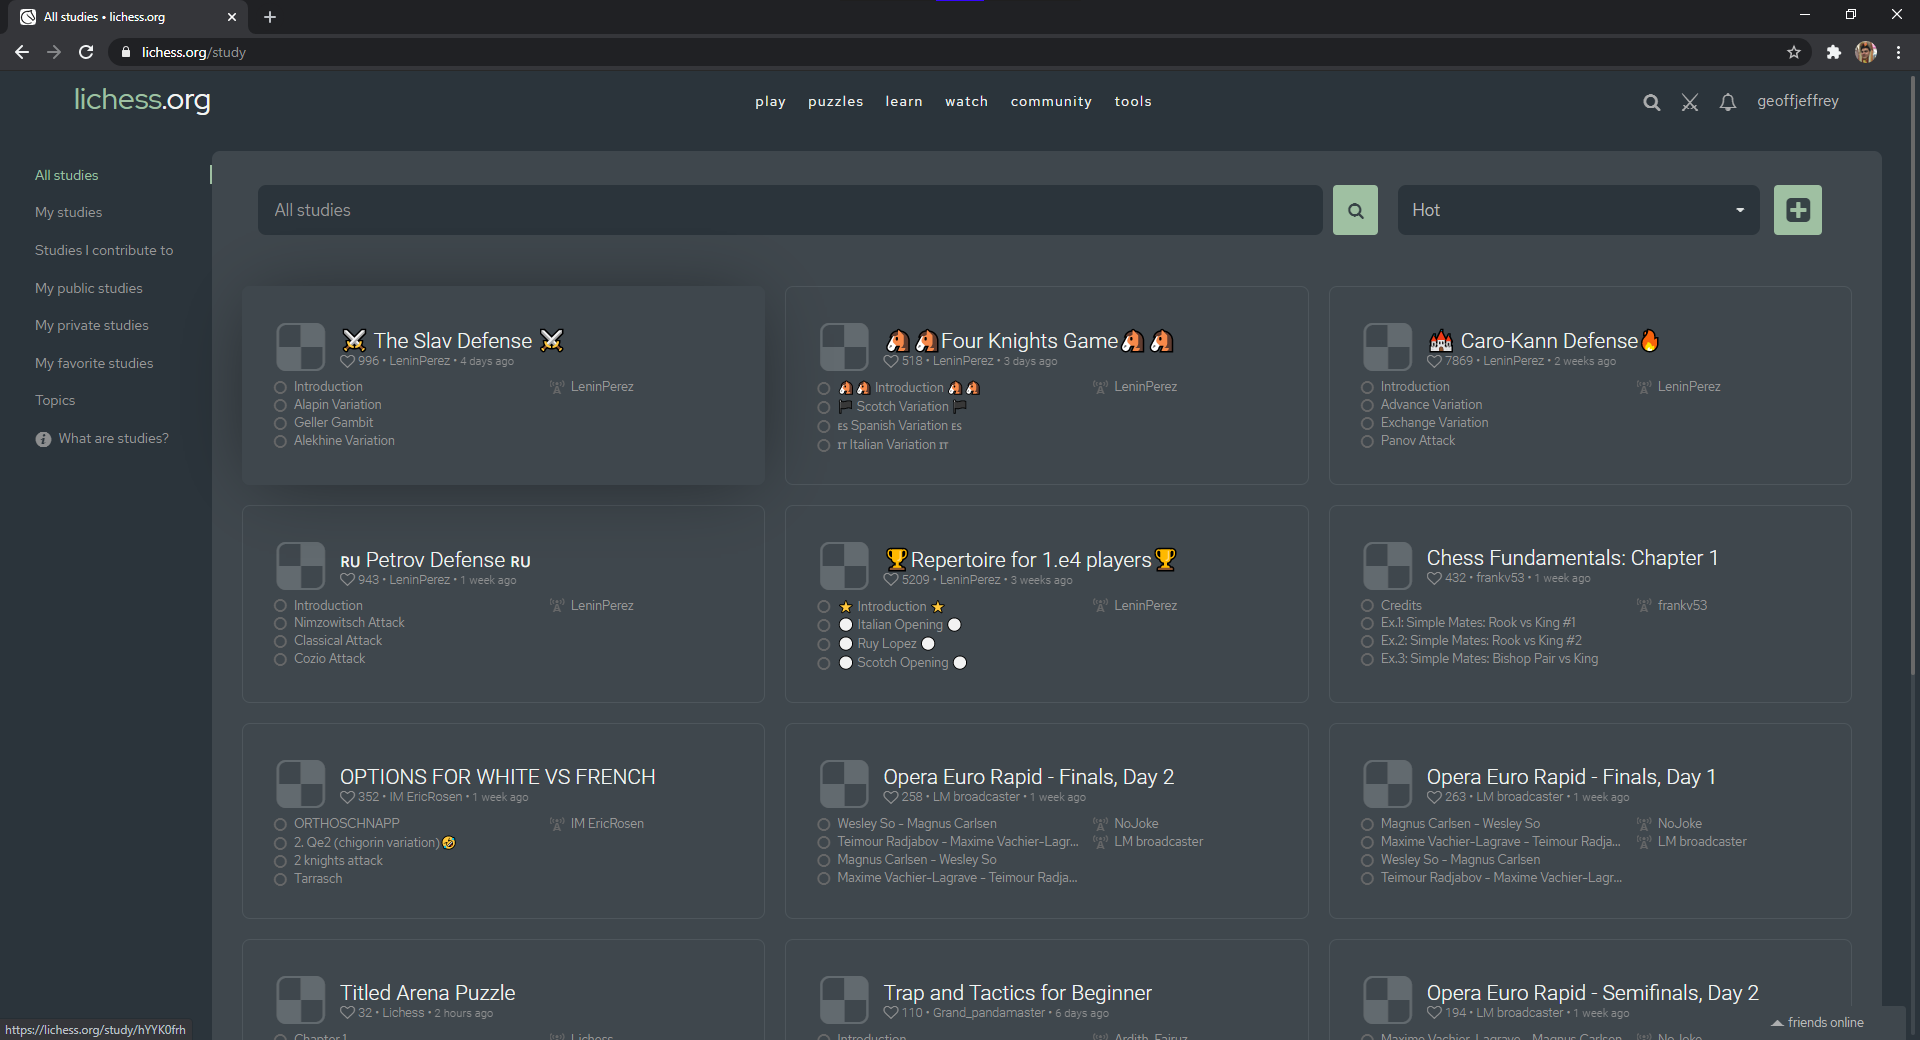 All studies • lichess.org
lichess.org/study
lichess.org
play puzzles learn watch community tools
geoffjeffrey
All studies
My studies
Studies I contribute to
My public studies
My private studies
My favorite studies
Topics
What are studies?
All studies
Hot
⚔️ The Slav Defense ⚔️
996 • LeninPerez • 4 days ago
Introduction
Alapin Variation
Geller Gambit
Alekhine Variation
LeninPerez
🐴🐴Four Knights Game🐴🐴
518 • LeninPerez • 3 days ago
🐴🐴 Introduction 🐴🐴
🏴 Scotch Variation 🏴
ES Spanish Variation ES
IT Italian Variation IT
LeninPerez
🏰 Caro-Kann Defense🔥
7869 • LeninPerez • 2 weeks ago
Introduction
Advance Variation
Exchange Variation
Panov Attack
LeninPerez
RU Petrov Defense RU
943 • LeninPerez • 1 week ago
Introduction
Nimzowitsch Attack
Classical Attack
Cozio Attack
LeninPerez
🏆Repertoire for 1.e4 players🏆
5209 • LeninPerez • 3 weeks ago
⭐ Introduction ⭐
⚪ Italian Opening ⚪
⚪ Ruy Lopez ⚪
⚪ Scotch Opening ⚪
LeninPerez
Chess Fundamentals: Chapter 1
432 • frankv53 • 1 week ago
Credits
Ex.1: Simple Mates: Rook vs King #1
Ex.2: Simple Mates: Rook vs King #2
Ex.3: Simple Mates: Bishop Pair vs King
frankv53
OPTIONS FOR WHITE VS FRENCH
352 • IM EricRosen • 1 week ago
ORTHOSCHNAPP
2. Qe2 (chigorin variation)🤣
2 knights attack
Tarrasch
IM EricRosen
Opera Euro Rapid - Finals, Day 2
258 • LM broadcaster • 1 week ago
Wesley So - Magnus Carlsen
Teimour Radjabov - Maxime Vachier-Lagr...
Magnus Carlsen - Wesley So
Maxime Vachier-Lagrave - Teimour Radja...
NoJoke
LM broadcaster
Opera Euro Rapid - Finals, Day 1
263 • LM broadcaster • 1 week ago
Magnus Carlsen - Wesley So
Maxime Vachier-Lagrave - Teimour Radja...
Wesley So - Magnus Carlsen
Teimour Radjabov - Maxime Vachier-Lagr...
NoJoke
LM broadcaster
Titled Arena Puzzle
32 • Lichess • 2 hours ago
Chapter 1
Lichess
Trap and Tactics for Beginner
110 • Grand_pandamaster • 6 days ago
Introduction
Ardith_Fairuz
Opera Euro Rapid - Semifinals, Day 2
194 • LM broadcaster • 1 week ago
Maxime Vachier-Lagrave - Magnus Carlsen
NoJoke
https://lichess.org/study/hYYK0frh
friends online